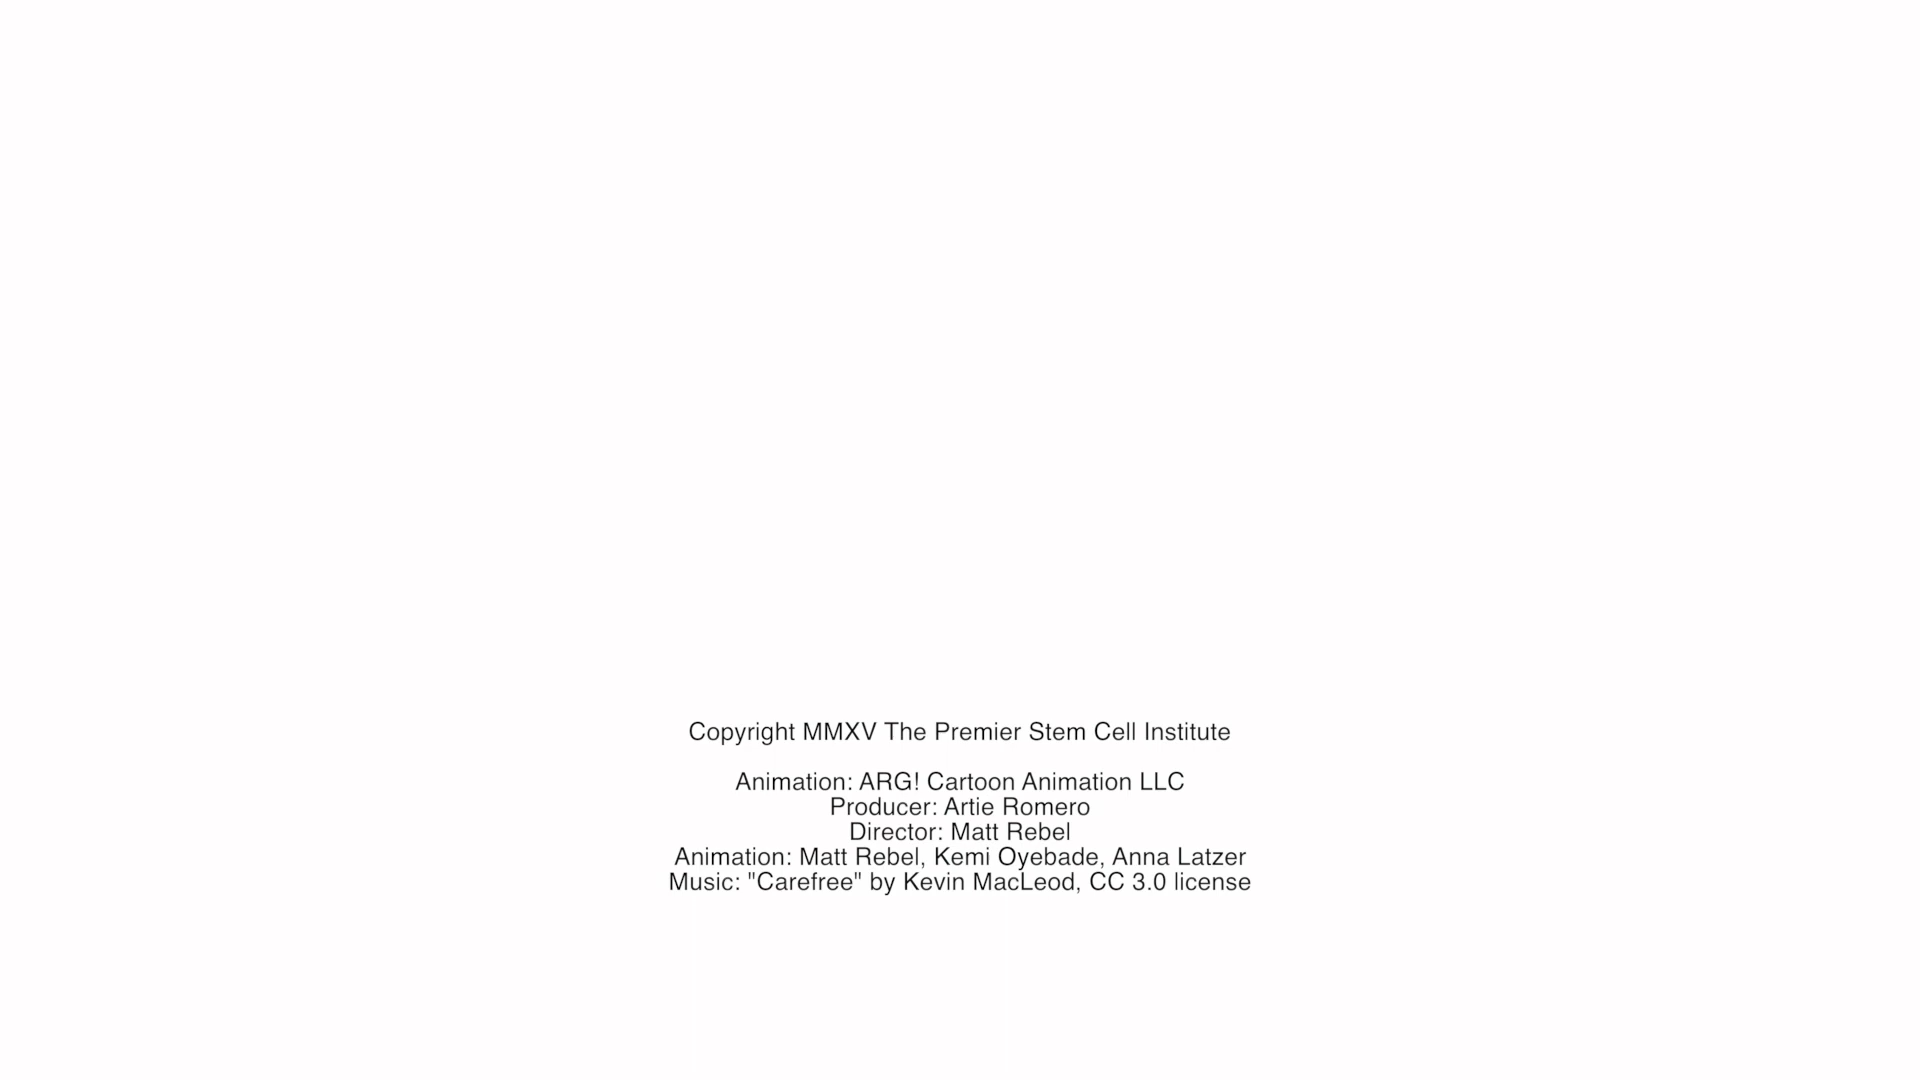 Copyright MMXV The Premier Stem Cell Institute
Animation: ARG! Cartoon Animation LLC
Producer: Artie Romero
Director: Matt Rebel
Animation: Matt Rebel, Kemi Oyebade, Anna Latzer
Music: "Carefree" by Kevin MacLeod, CC 3.0 license